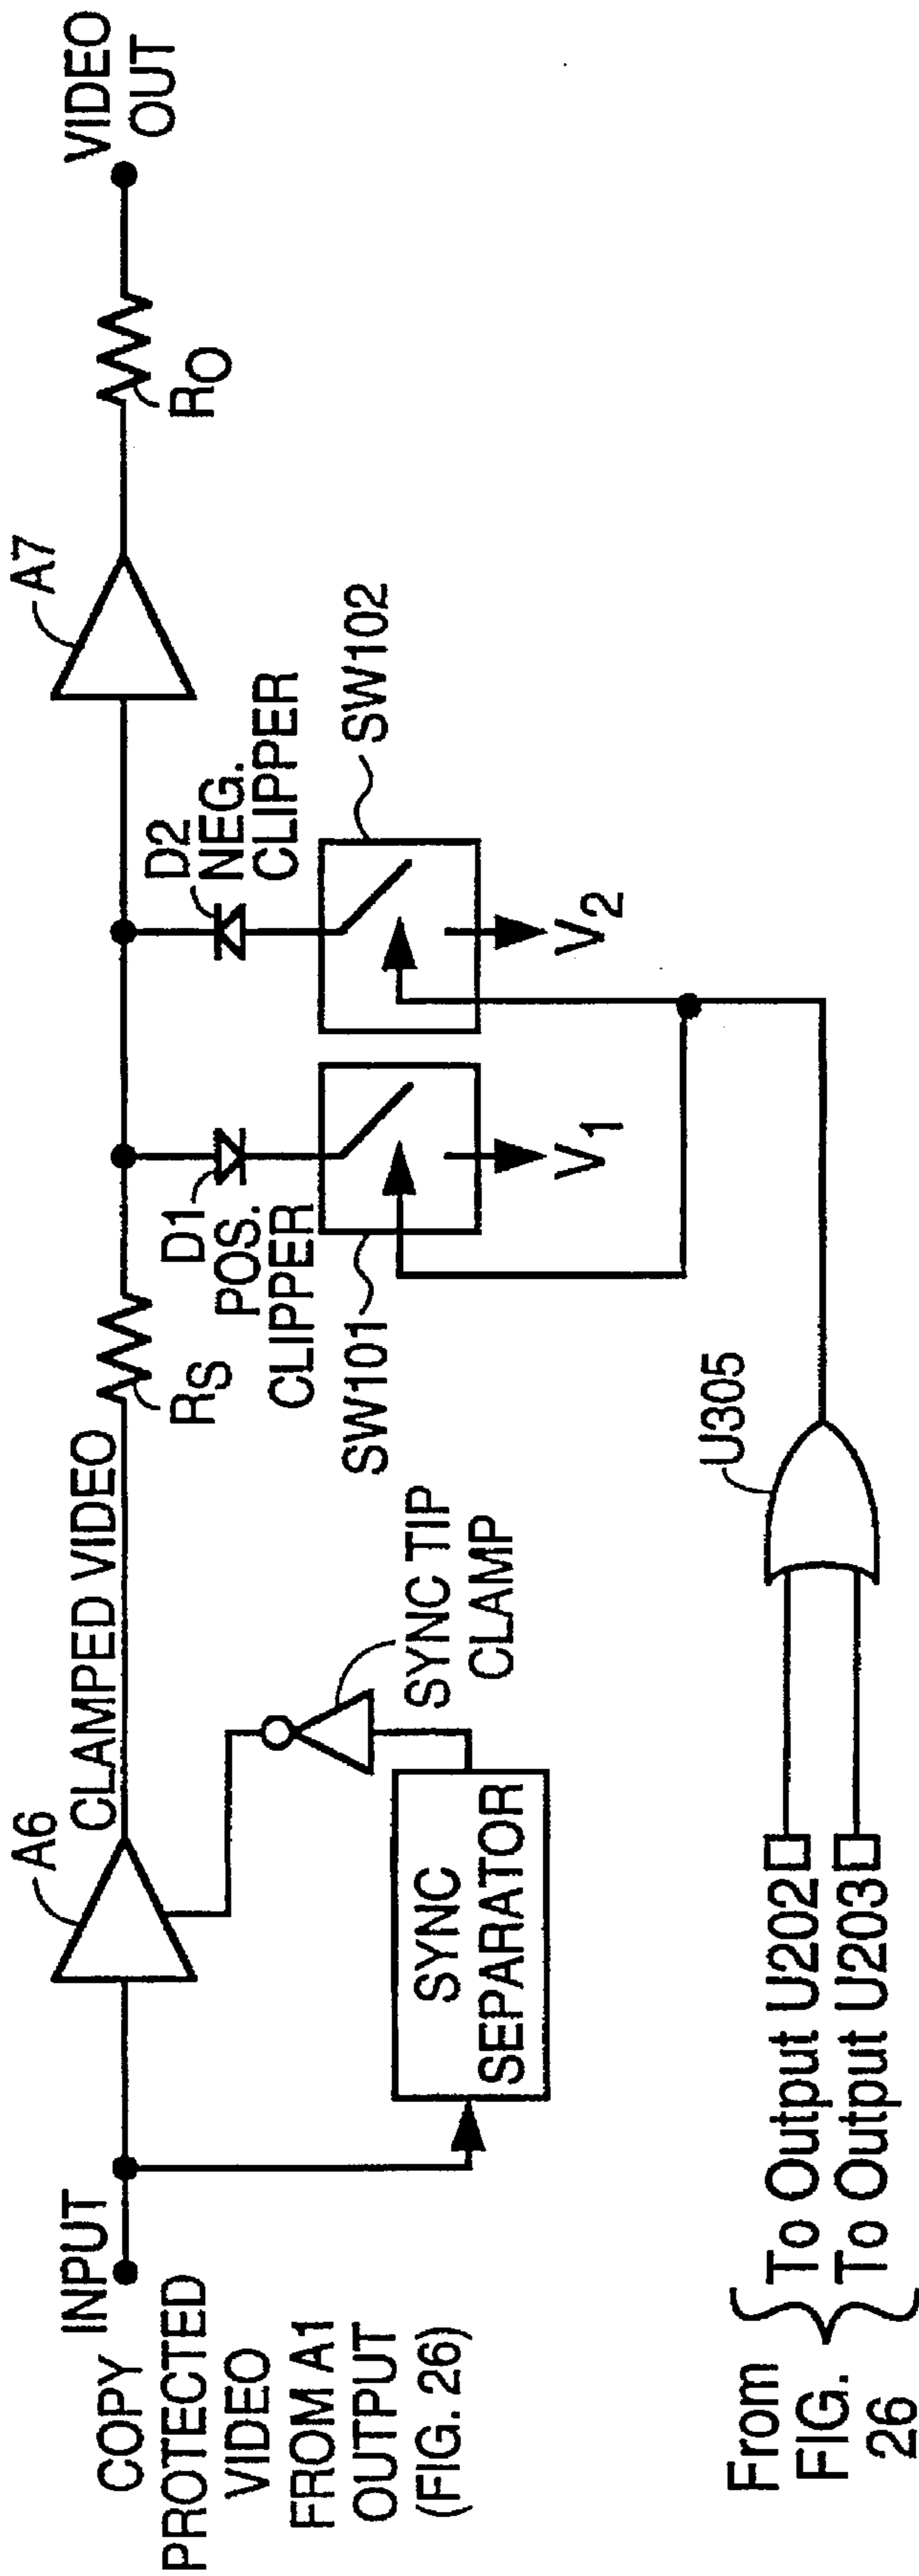 INPUT
COPY
PROTECTED
VIDEO
FROM A1
OUTPUT
(FIG. 26)
A6
CLAMPED VIDEO
SYNC
SEPARATOR
SYNC TIP
CLAMP
RS
D1
POS.
CLIPPER
SW101
V1
D2
NEG.
CLIPPER
SW102
V2
A7
RO
VIDEO
OUT
From
FIG.
26
To Output U202
To Output U203
U305